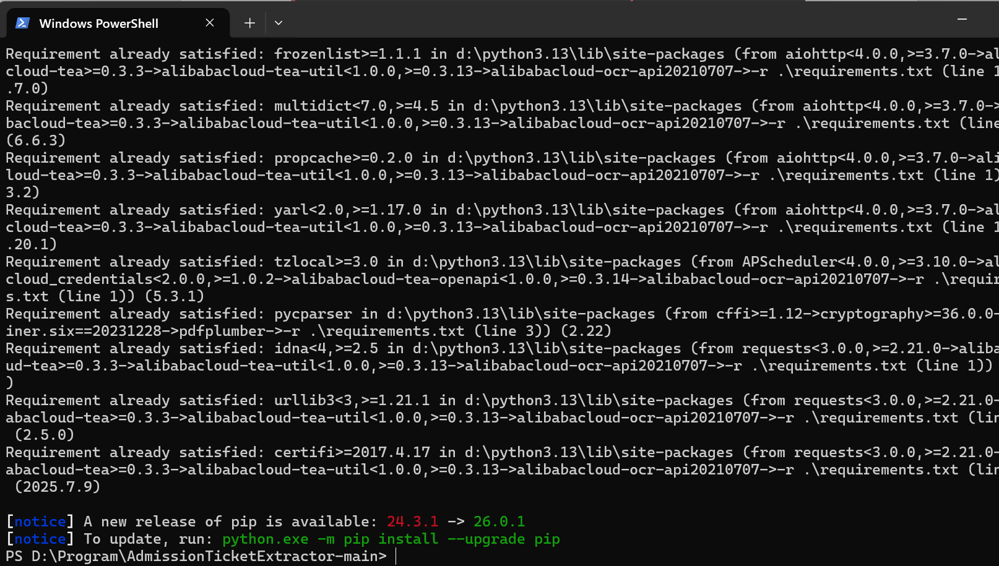 Windows PowerShell
Requirement already satisfied: frozenlist>=1.1.1 in d:\python3.13\lib\site-packages (from aiohttp<4.0.0,>=3.7.0->al
cloud-tea>=0.3.3->alibabacloud-tea-util<1.0.0,>=0.3.13->alibabacloud-ocr-api20210707->-r .\requirements.txt (line 1
.7.0)
Requirement already satisfied: multidict<7.0,>=4.5 in d:\python3.13\lib\site-packages (from aiohttp<4.0.0,>=3.7.0->
bacloud-tea>=0.3.3->alibabacloud-tea-util<1.0.0,>=0.3.13->alibabacloud-ocr-api20210707->-r .\requirements.txt (line
(6.6.3)
Requirement already satisfied: propcache>=0.2.0 in d:\python3.13\lib\site-packages (from aiohttp<4.0.0,>=3.7.0->ali
loud-tea>=0.3.3->alibabacloud-tea-util<1.0.0,>=0.3.13->alibabacloud-ocr-api20210707->-r .\requirements.txt (line 1)
3.2)
Requirement already satisfied: yarl<2.0,>=1.17.0 in d:\python3.13\lib\site-packages (from aiohttp<4.0.0,>=3.7.0->al
cloud-tea>=0.3.3->alibabacloud-tea-util<1.0.0,>=0.3.13->alibabacloud-ocr-api20210707->-r .\requirements.txt (line 1
.20.1)
Requirement already satisfied: tzlocal>=3.0 in d:\python3.13\lib\site-packages (from APScheduler<4.0.0,>=3.10.0->al
cloud_credentials<2.0.0,>=1.0.2->alibabacloud-tea-openapi<1.0.0,>=0.3.14->alibabacloud-ocr-api20210707->-r .\requir
s.txt (line 1)) (5.3.1)
Requirement already satisfied: pycparser in d:\python3.13\lib\site-packages (from cffi>=1.12->cryptography>=36.0.0-
iner.six==20231228->pdfplumber->-r .\requirements.txt (line 3)) (2.22)
Requirement already satisfied: idna<4,>=2.5 in d:\python3.13\lib\site-packages (from requests<3.0.0,>=2.21.0->aliba
ud-tea>=0.3.3->alibabacloud-tea-util<1.0.0,>=0.3.13->alibabacloud-ocr-api20210707->-r .\requirements.txt (line 1))
)
Requirement already satisfied: urllib3<3,>=1.21.1 in d:\python3.13\lib\site-packages (from requests<3.0.0,>=2.21.0-
abacloud-tea>=0.3.3->alibabacloud-tea-util<1.0.0,>=0.3.13->alibabacloud-ocr-api20210707->-r .\requirements.txt (lin
(2.5.0)
Requirement already satisfied: certifi>=2017.4.17 in d:\python3.13\lib\site-packages (from requests<3.0.0,>=2.21.0-
abacloud-tea>=0.3.3->alibabacloud-tea-util<1.0.0,>=0.3.13->alibabacloud-ocr-api20210707->-r .\requirements.txt (lin
(2025.7.9)
[notice] A new release of pip is available: 24.3.1 -> 26.0.1
[notice] To update, run: python.exe -m pip install --upgrade pip
PS D:\Program\AdmissionTicketExtractor-main>